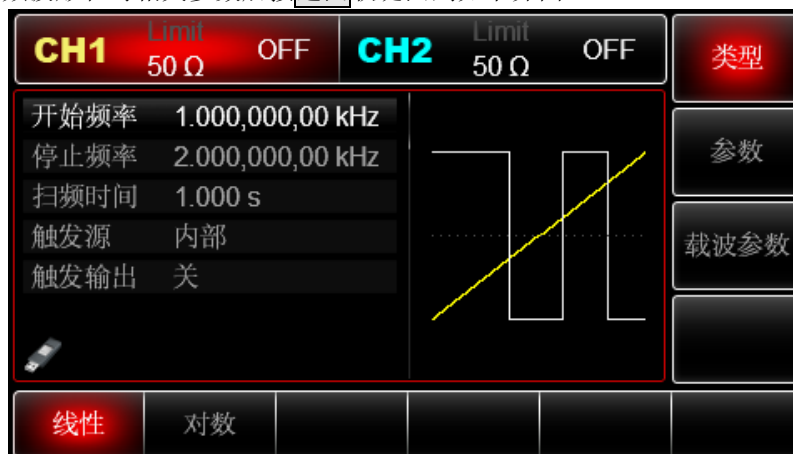 CH1 Limit 50 Ω OFF CH2 Limit 50 Ω OFF
类型
开始频率 1.000,000,00 kHz
停止频率 2.000,000,00 kHz
扫频时间 1.000 s
触发源 内部
触发输出 关
参数
载波参数
线性 对数